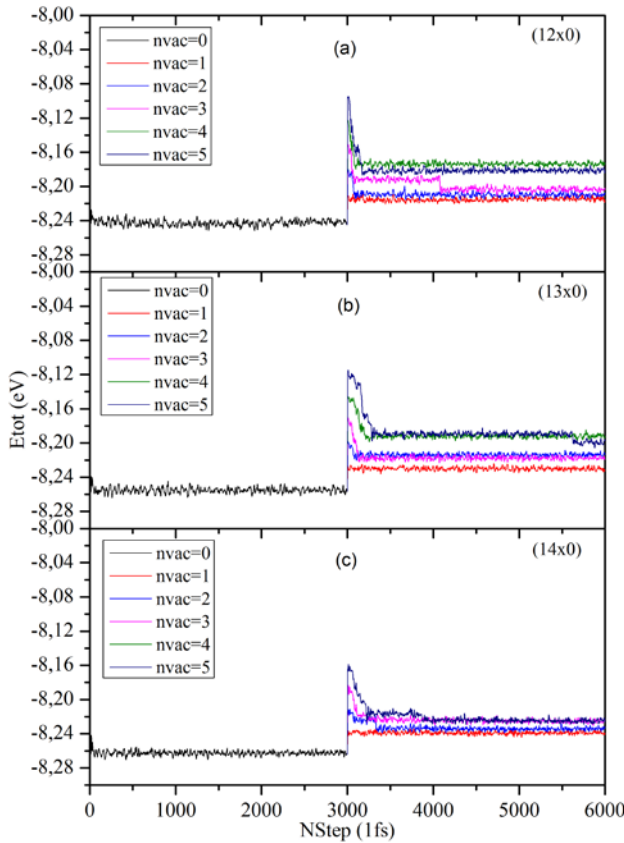 -8,00
-8,04
-8,08
-8,12
-8,16
-8,20
-8,24
-8,28
nvac=0
nvac=1
nvac=2
nvac=3
nvac=4
nvac=5
(a)
(12x0)
-8,00
-8,04
-8,08
-8,12
-8,16
-8,20
-8,24
-8,28
nvac=0
nvac=1
nvac=2
nvac=3
nvac=4
nvac=5
(b)
(13x0)
Etot (eV)
-8,00
-8,04
-8,08
-8,12
-8,16
-8,20
-8,24
-8,28
nvac=0
nvac=1
nvac=2
nvac=3
nvac=4
nvac=5
(c)
(14x0)
0 1000 2000 3000 4000 5000 6000
NStep (1fs)